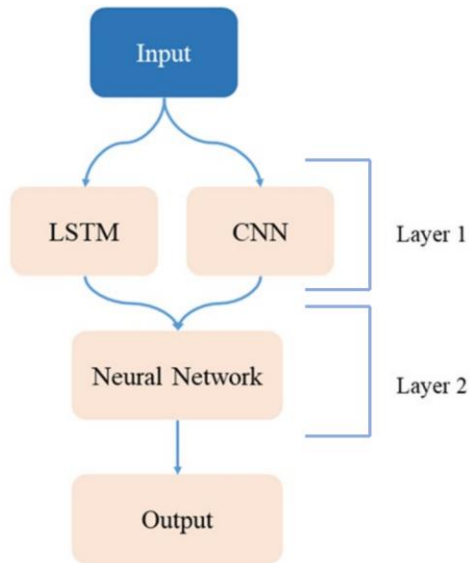 Input
LSTM
CNN
Layer 1
Neural Network
Layer 2
Output